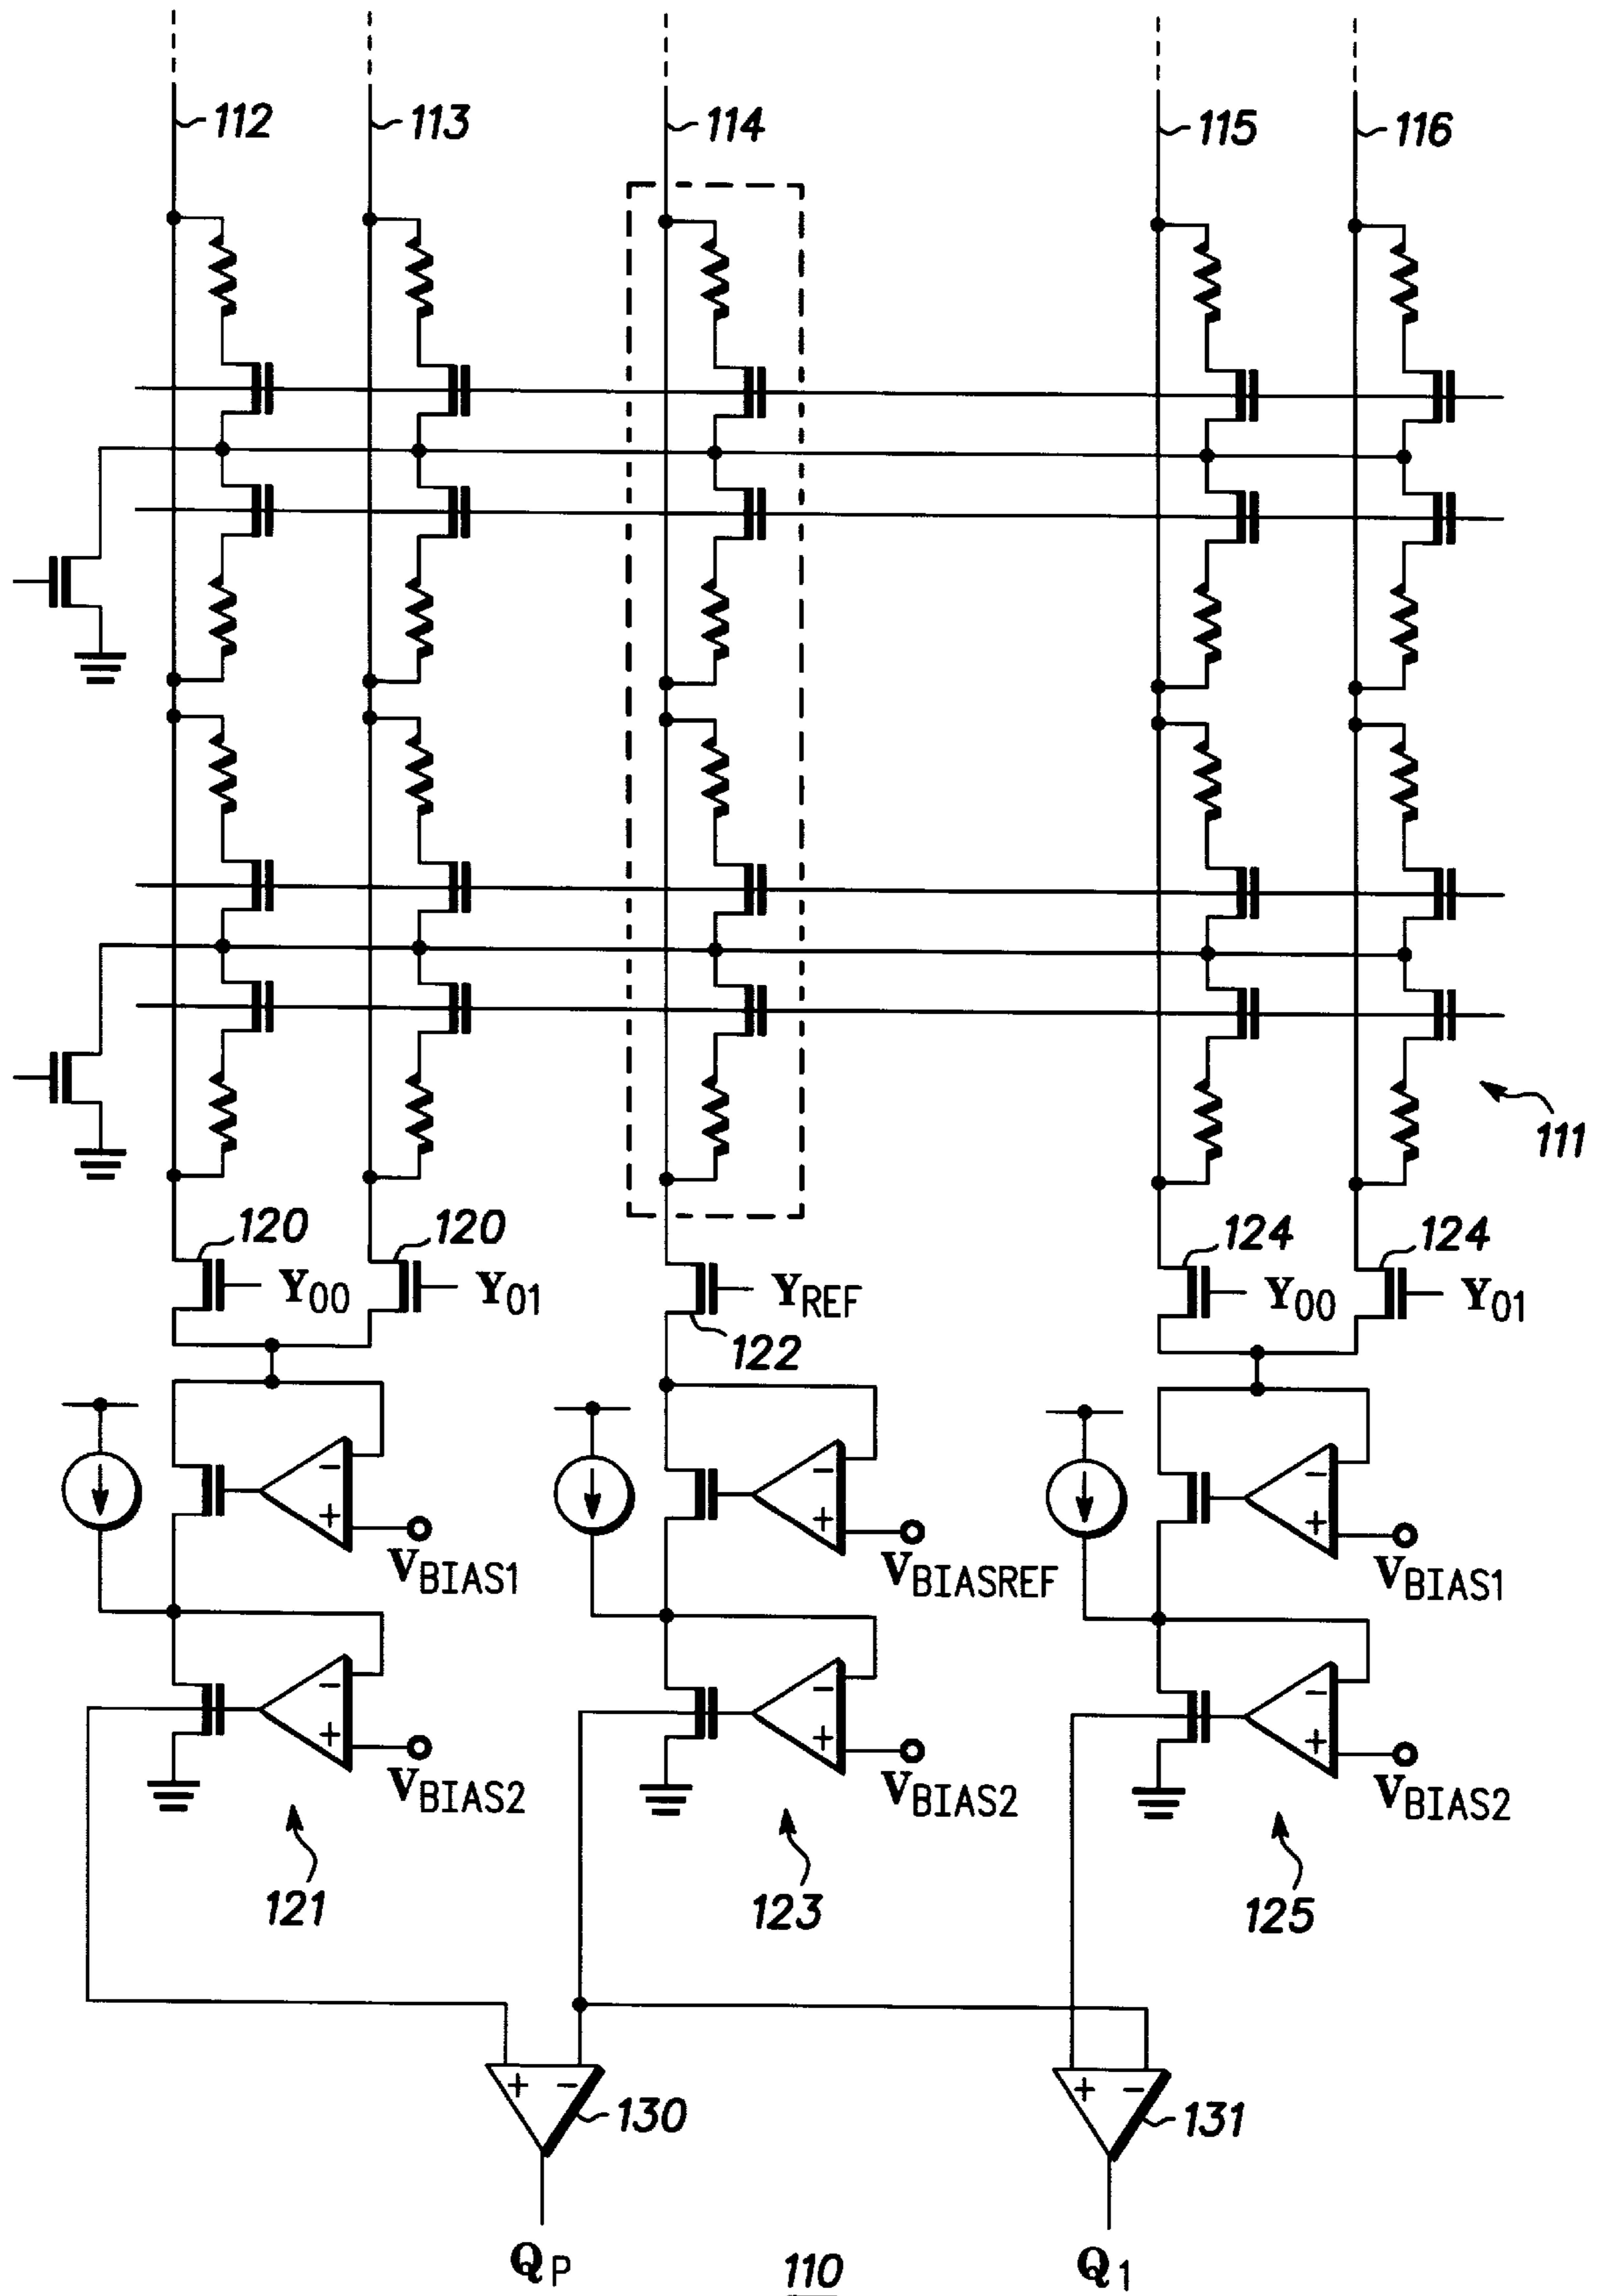 112 113 114 115 116
111
120 120 124 124
Y00 Y01 YREF Y00 Y01
122
- - -
+ + +
VBIAS1 VBIASREF VBIAS1
- - -
+ + +
VBIAS2 VBIAS2 VBIAS2
121 123 125
+ - + -
130 131
QP 110 Q1